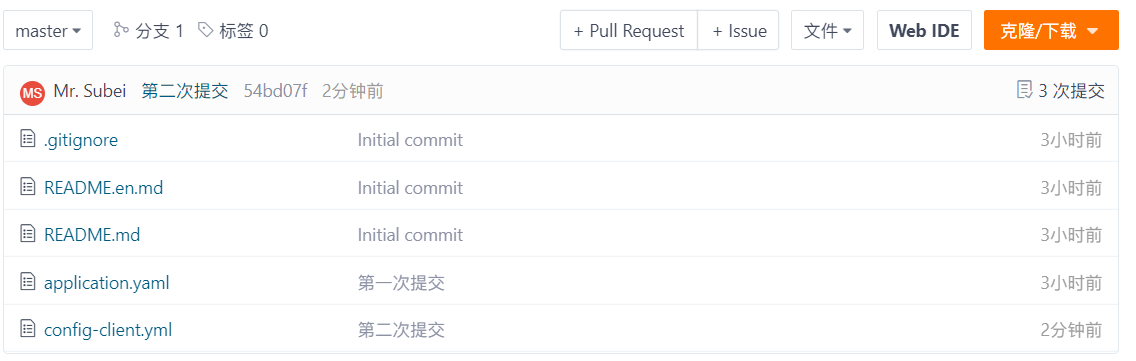 master 分支 1 标签 0 + Pull Request + Issue 文件 Web IDE 克隆/下载
MS Mr. Subei 第二次提交 54bd07f 2分钟前 3 次提交
.gitignore Initial commit 3小时前
README.en.md Initial commit 3小时前
README.md Initial commit 3小时前
application.yaml 第一次提交 3小时前
config-client.yml 第二次提交 2分钟前